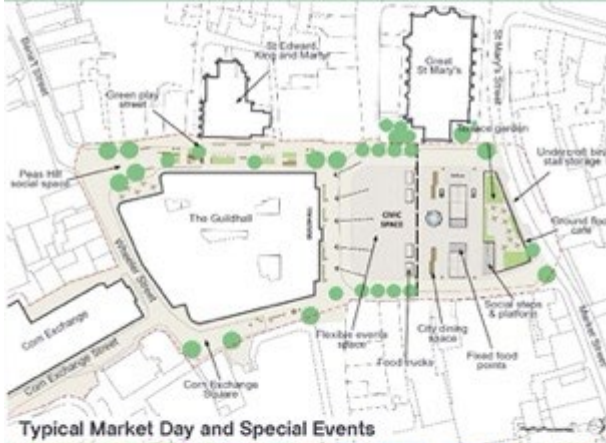 Bene't Street
St Edward,
King and Martyr
Great
St Mary's
St Mary's Street
Green play
street
Terrace garden
Undercroft bin
stall storage
Peas Hill
social space
The Guildhall
CIVIC
SPACE
Ground floor
cafe
Wheeler Street
Corn Exchange
Social steps
& platform
Flexible events
space
City dining
space
Market Street
Food trucks
Fixed food
points
Corn Exchange Street
Corn Exchange
Square
Typical Market Day and Special Events